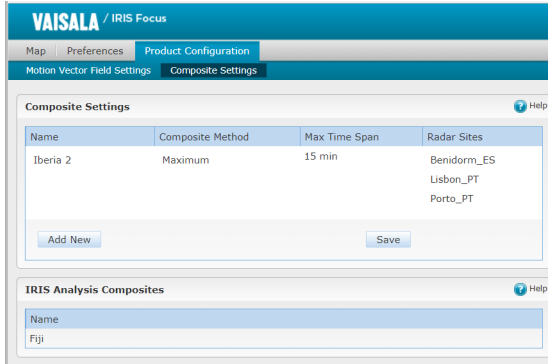 VAISALA / IRIS Focus
Map Preferences Product Configuration
Motion Vector Field Settings Composite Settings
Composite Settings ? Help
Name Composite Method Max Time Span Radar Sites
Iberia 2 Maximum 15 min Benidorm_ES
Lisbon_PT
Porto_PT
Add New Save
IRIS Analysis Composites ? Help
Name
Fiji